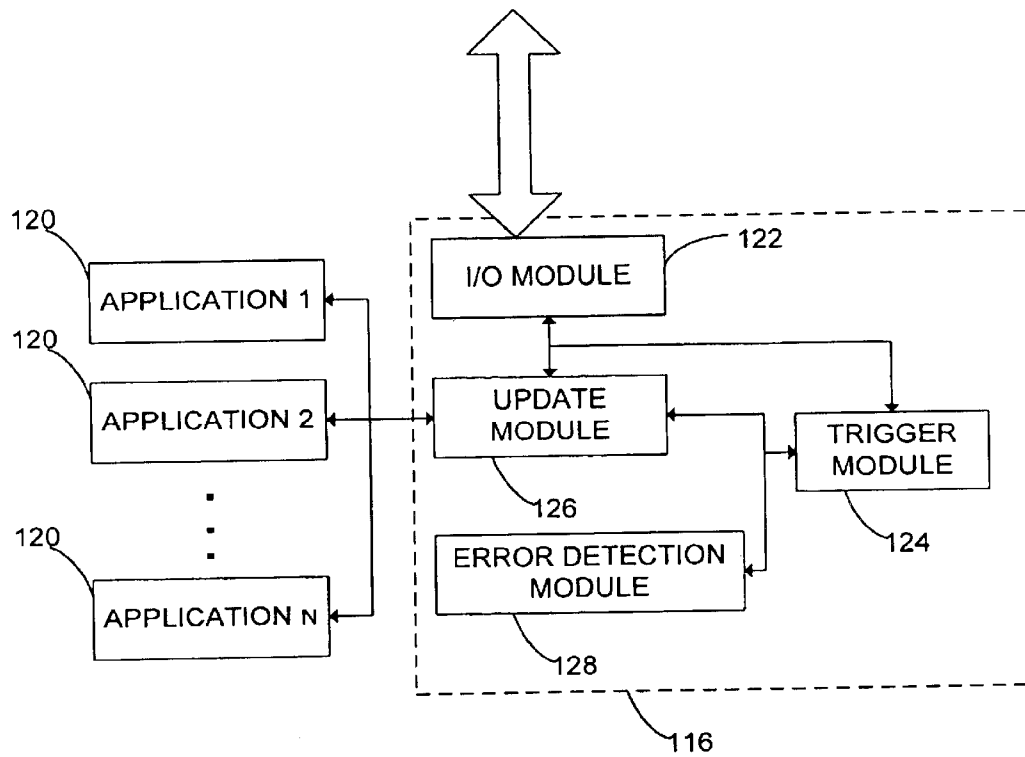 120
APPLICATION 1
120
APPLICATION 2
120
APPLICATION N
I/O MODULE
122
UPDATE
MODULE
126
TRIGGER
MODULE
124
ERROR DETECTION
MODULE
128
116